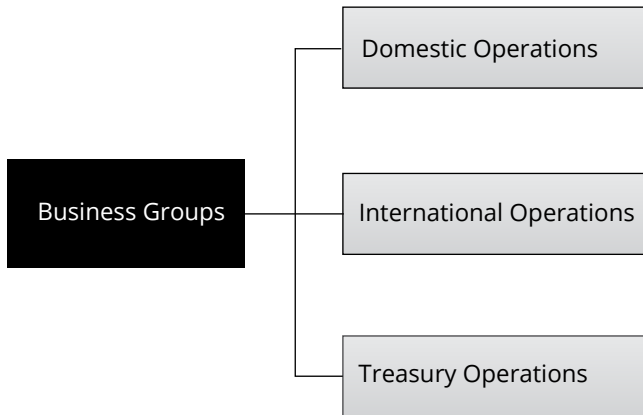 Domestic Operations
Business Groups
International Operations
Treasury Operations